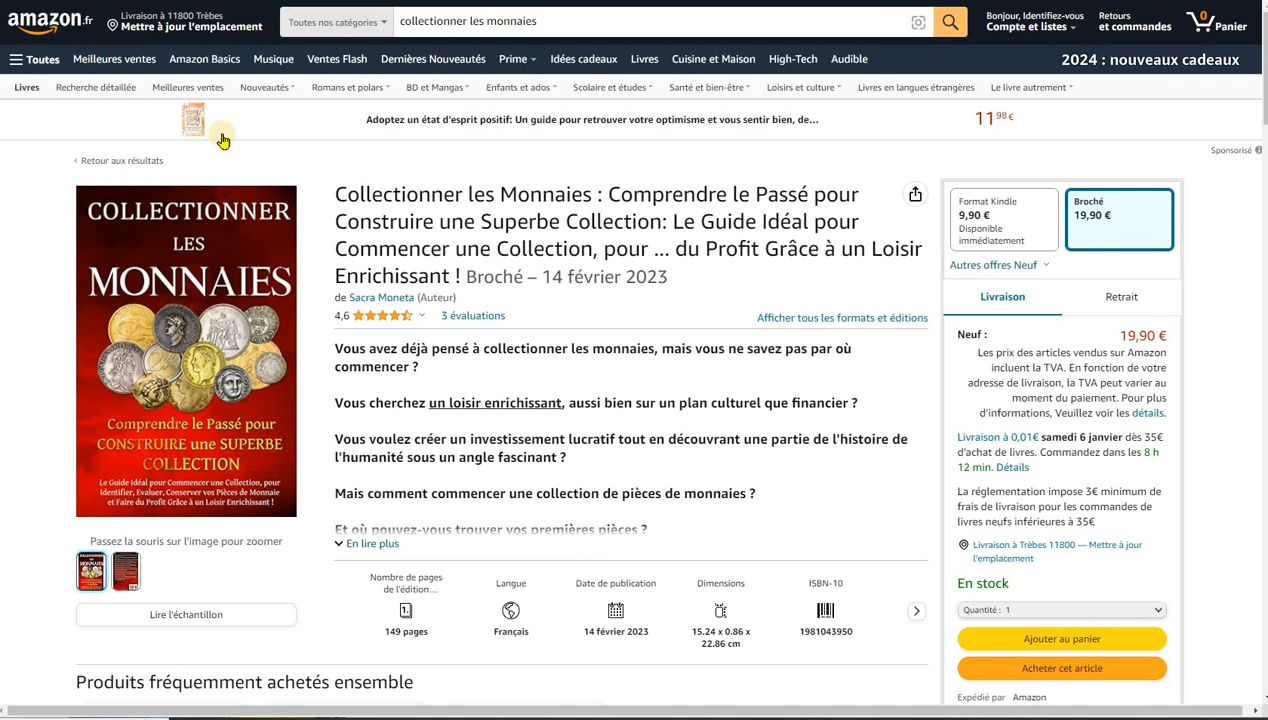 amazon.fr
Livraison à 11800 Trèbes
Mettre à jour l'emplacement
Toutes nos catégories
collectionner les monnaies
Bonjour, Identifiez-vous
Compte et listes
Retours
et commandes
0
Panier
Toutes
Meilleures ventes
Amazon Basics
Musique
Ventes Flash
Dernières Nouveautés
Prime
Idées cadeaux
Livres
Cuisine et Maison
High-Tech
Audible
2024 : nouveaux cadeaux
Livres
Recherche détaillée
Meilleures ventes
Nouveautés
Romans et polars
BD et Mangas
Enfants et ados
Scolaire et études
Santé et bien-être
Loisirs et culture
Livres en langues étrangères
Le livre autrement
Adoptez un état d'esprit positif: Un guide pour retrouver votre optimisme et vous sentir bien, de...
11 98 €
Sponsorisé
‹ Retour aux résultats
COLLECTIONNER
LES
MONNAIES
Comprendre le Passé pour
CONSTRUIRE une SUPERBE
COLLECTION
Le Guide Idéal pour Commencer une Collection, pour
Identifier, Evaluer, Conserver vos Pièces de Monnaie
et Faire du Profit Grâce à un Loisir Enrichissant !
Passez la souris sur l'image pour zoomer
Lire l'échantillon
Collectionner les Monnaies : Comprendre le Passé pour
Construire une Superbe Collection: Le Guide Idéal pour
Commencer une Collection, pour ... du Profit Grâce à un Loisir
Enrichissant ! Broché – 14 février 2023
de Sacra Moneta (Auteur)
4,6
3 évaluations
Afficher tous les formats et éditions
Vous avez déjà pensé à collectionner les monnaies, mais vous ne savez pas par où
commencer ?
Vous cherchez un loisir enrichissant, aussi bien sur un plan culturel que financier ?
Vous voulez créer un investissement lucratif tout en découvrant une partie de l'histoire de
l'humanité sous un angle fascinant ?
Mais comment commencer une collection de pièces de monnaies ?
Et où pouvez-vous trouver vos premières pièces ?
En lire plus
Nombre de pages
de l'édition…
149 pages
Langue
Français
Date de publication
14 février 2023
Dimensions
15.24 x 0.86 x
22.86 cm
ISBN-10
1981043950
Produits fréquemment achetés ensemble
Format Kindle
9,90 €
Disponible
immédiatement
Broché
19,90 €
Autres offres Neuf
Livraison
Retrait
Neuf :
19,90 €
Les prix des articles vendus sur Amazon
incluent la TVA. En fonction de votre
adresse de livraison, la TVA peut varier au
moment du paiement. Pour plus
d'informations, Veuillez voir les détails.
Livraison à 0,01€ samedi 6 janvier dès 35€
d'achat de livres. Commandez dans les 8 h
12 min. Détails
La réglementation impose 3€ minimum de
frais de livraison pour les commandes de
livres neufs inférieures à 35€
Livraison à Trèbes 11800 — Mettre à jour
l'emplacement
En stock
Quantité : 1
Ajouter au panier
Acheter cet article
Expédié par Amazon